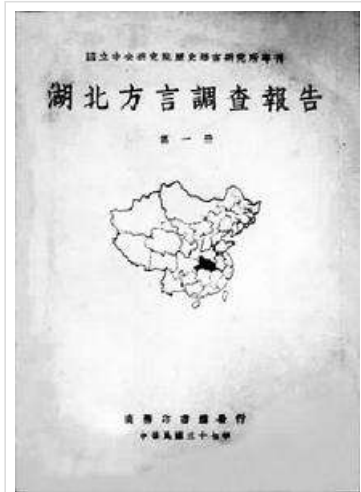 國立中央研究院歷史語言研究所專刊
湖北方言調查報告
第一冊
商務印書館發行
中華民國三十七年